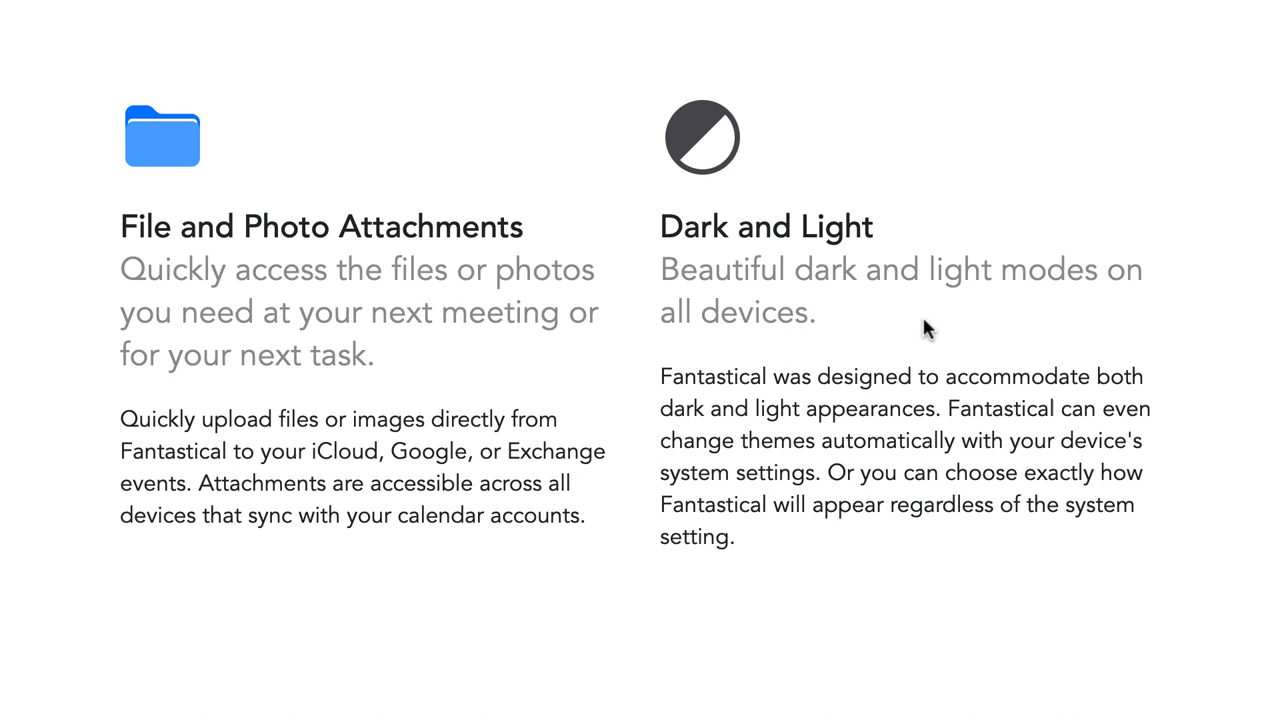 File and Photo Attachments
Quickly access the files or photos
you need at your next meeting or
for your next task.
Quickly upload files or images directly from
Fantastical to your iCloud, Google, or Exchange
events. Attachments are accessible across all
devices that sync with your calendar accounts.
Dark and Light
Beautiful dark and light modes on
all devices.
Fantastical was designed to accommodate both
dark and light appearances. Fantastical can even
change themes automatically with your device's
system settings. Or you can choose exactly how
Fantastical will appear regardless of the system
setting.